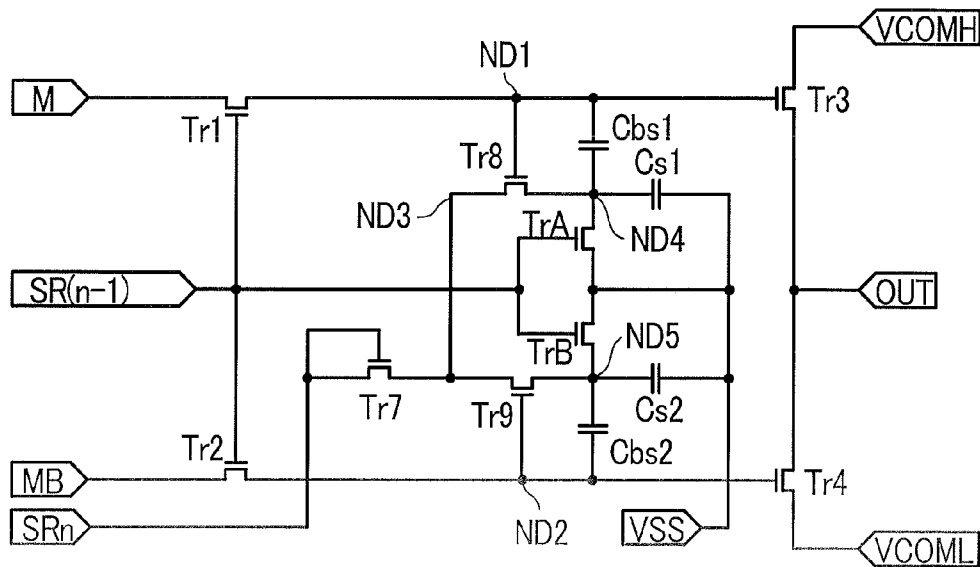 VCOMH
ND1
M
Tr3
Tr1
Cbs1
Tr8
Cs1
ND3
TrA
ND4
SR(n-1)
OUT
TrB
ND5
Tr7
Tr9
Cs2
Tr2
Cbs2
MB
Tr4
SRn
ND2
VSS
VCOML